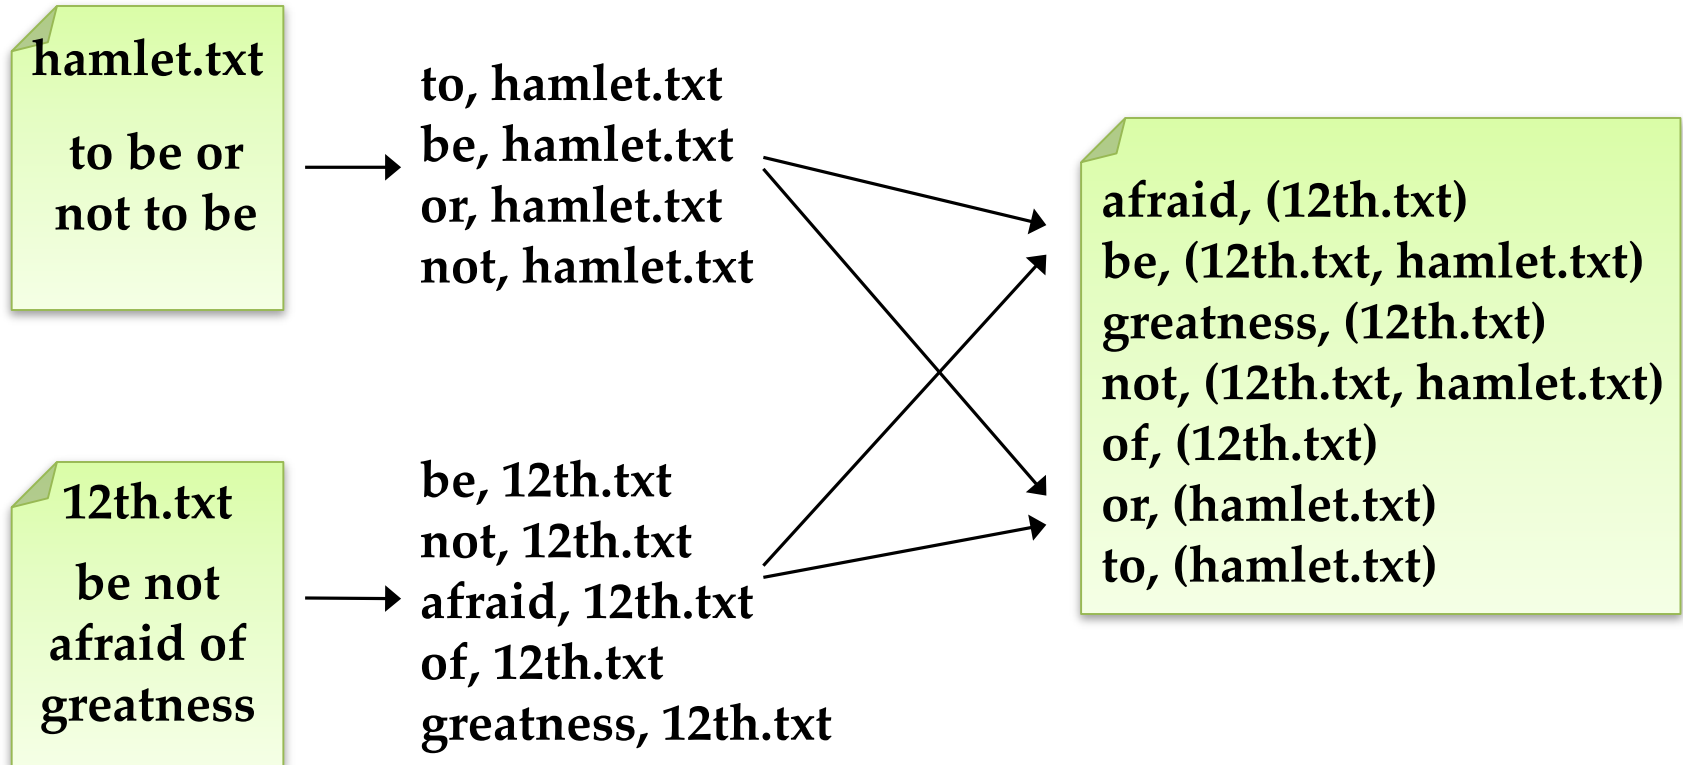 hamlet.txt
to be or
not to be
to, hamlet.txt
be, hamlet.txt
or, hamlet.txt
not, hamlet.txt
12th.txt
be not
afraid of
greatness
be, 12th.txt
not, 12th.txt
afraid, 12th.txt
of, 12th.txt
greatness, 12th.txt
afraid, (12th.txt)
be, (12th.txt, hamlet.txt)
greatness, (12th.txt)
not, (12th.txt, hamlet.txt)
of, (12th.txt)
or, (hamlet.txt)
to, (hamlet.txt)